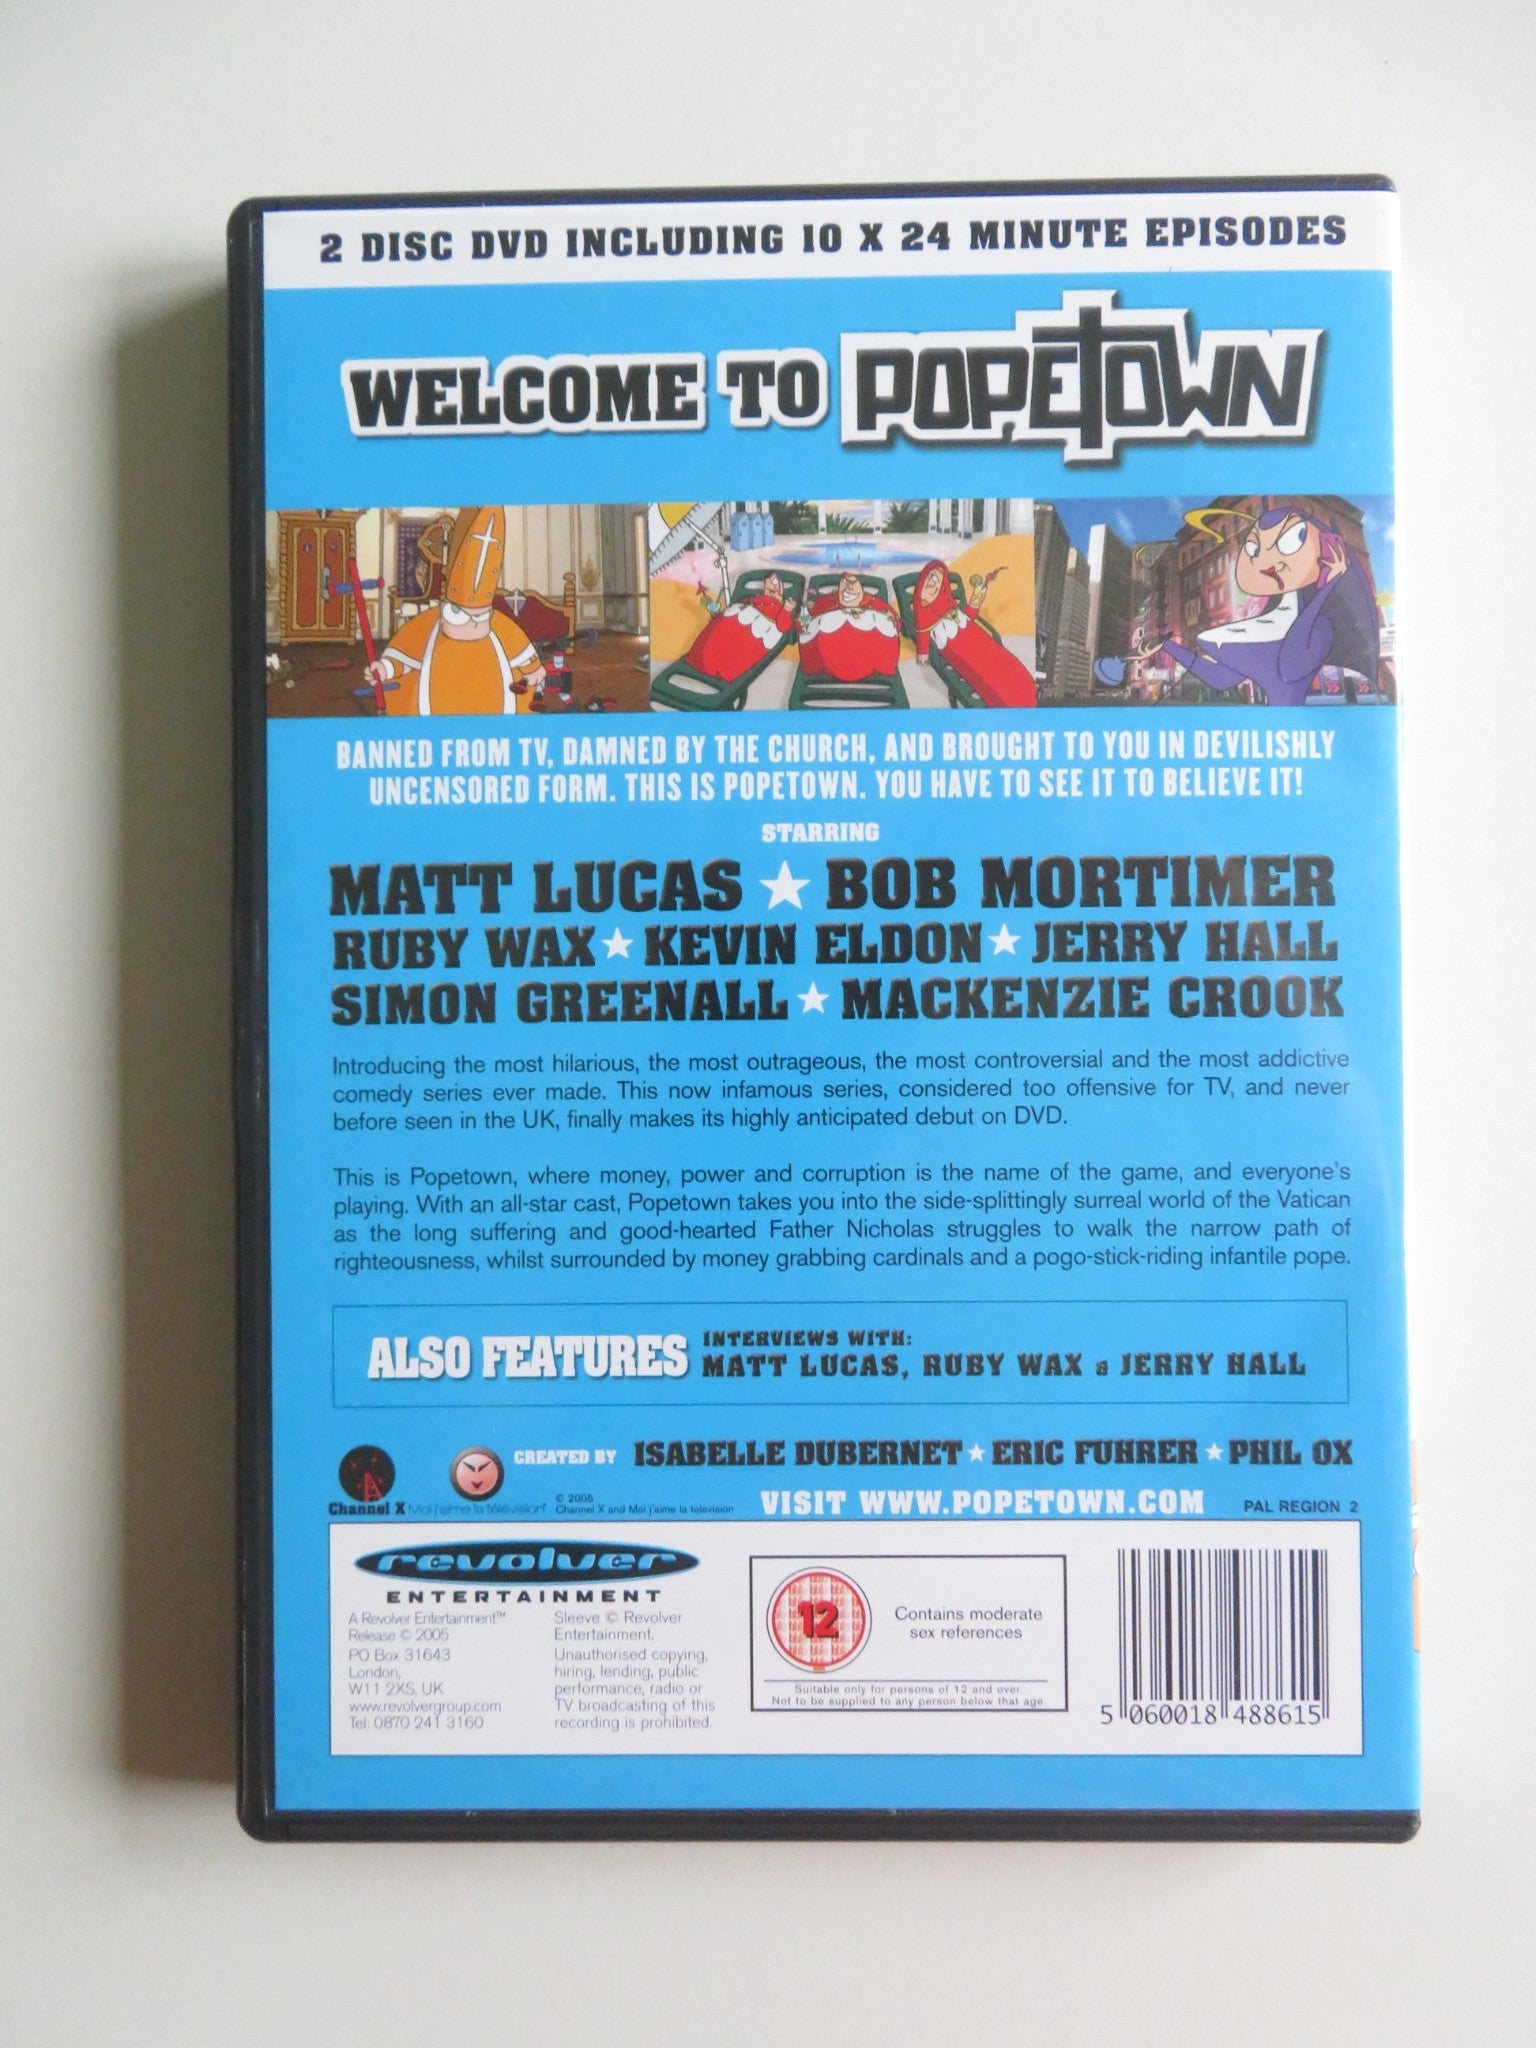 2 DISC DVD INCLUDING 10 X 24 MINUTE EPISODES
WELCOME TO POPETOWN
BANNED FROM TV, DAMNED BY THE CHURCH, AND BROUGHT TO YOU IN DEVILISHLY
UNCENSORED FORM. THIS IS POPETOWN. YOU HAVE TO SEE IT TO BELIEVE IT!
STARRING
MATT LUCAS ★ BOB MORTIMER
RUBY WAX ★ KEVIN ELDON ★ JERRY HALL
SIMON GREENALL ★ MACKENZIE CROOK
Introducing the most hilarious, the most outrageous, the most controversial and the most addictive
comedy series ever made. This now infamous series, considered too offensive for TV, and never
before seen in the UK, finally makes its highly anticipated debut on DVD.
This is Popetown, where money, power and corruption is the name of the game, and everyone's
playing. With an all-star cast, Popetown takes you into the side-splittingly surreal world of the Vatican
as the long suffering and good-hearted Father Nicholas struggles to walk the narrow path of
righteousness, whilst surrounded by money grabbing cardinals and a pogo-stick-riding infantile pope.
ALSO FEATURES
INTERVIEWS WITH:
MATT LUCAS, RUBY WAX & JERRY HALL
CREATED BY ISABELLE DUBERNET ★ ERIC FUHRER ★ PHIL OX
Channel X
Moi j'aime la télévision
© 2005
Channel X and Moi j'aime la television
VISIT WWW.POPETOWN.COM
PAL REGION 2
revolver
ENTERTAINMENT
A Revolver Entertainment™
Release © 2005
PO Box 31643
London,
W11 2XS, UK
www.revolvergroup.com
Tel: 0870 241 3160
Sleeve © Revolver
Entertainment.
Unauthorised copying,
hiring, lending, public
performance, radio or
TV broadcasting of this
recording is prohibited.
12
Contains moderate
sex references
Suitable only for persons of 12 and over.
Not to be supplied to any person below that age.
5 060018 488615